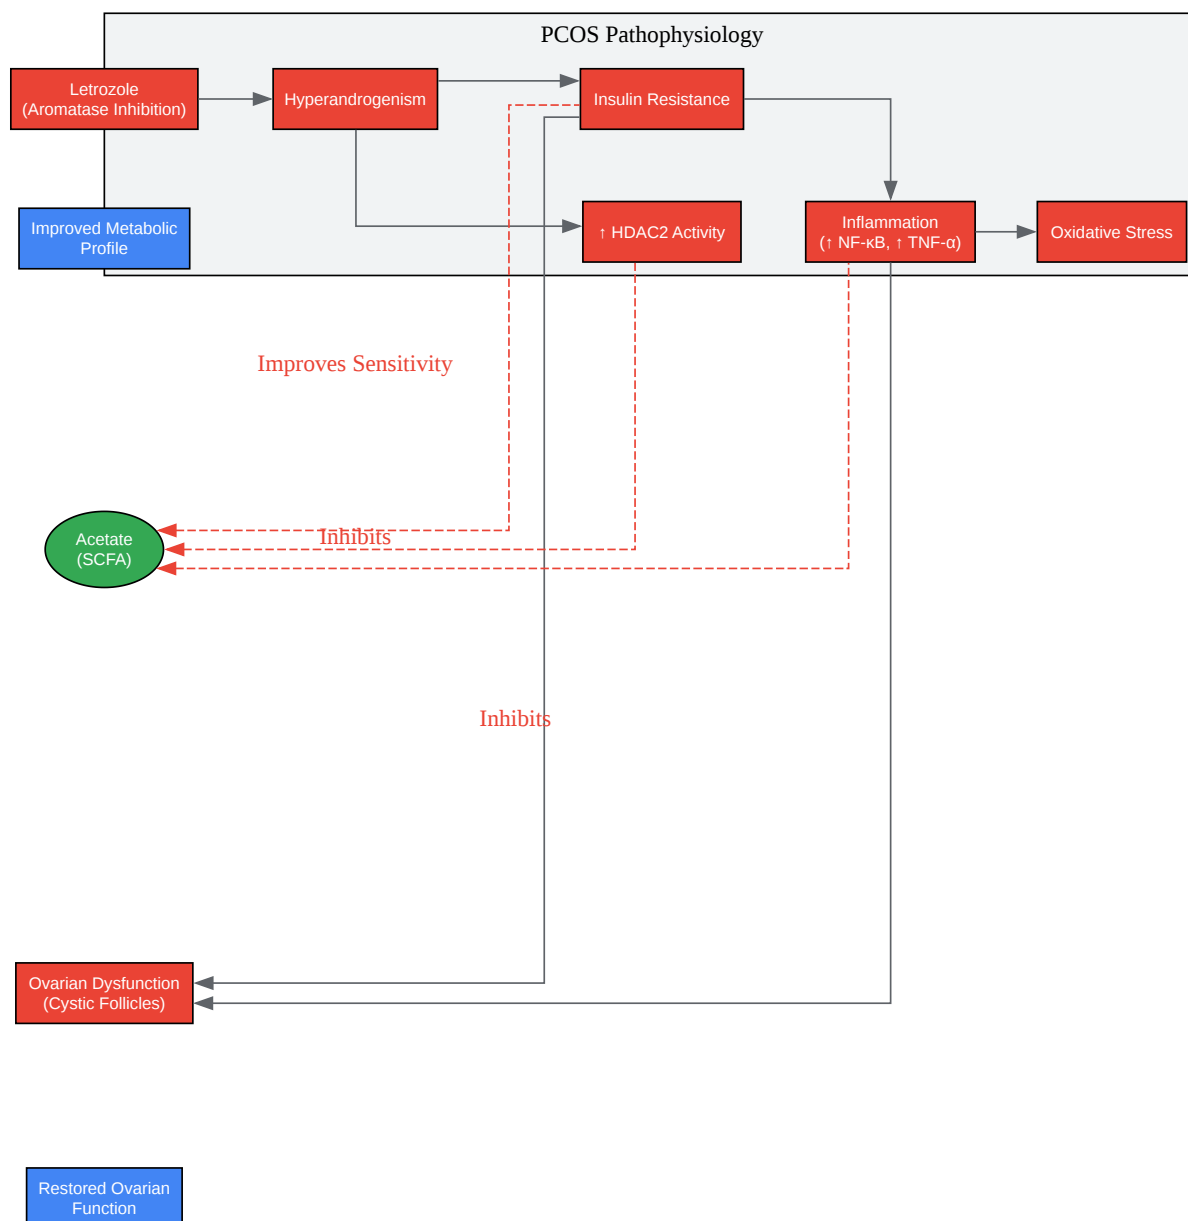 PCOS Pathophysiology
Letrozole
(Aromatase Inhibition)
Hyperandrogenism
Insulin Resistance
Improved Metabolic
Profile
↑ HDAC2 Activity
Inflammation
(↑ NF-κB, ↑ TNF-α)
Oxidative Stress
Improves Sensitivity
Inhibits
Acetate
(SCFA)
Inhibits
Ovarian Dysfunction
(Cystic Follicles)
Restored Ovarian
Function